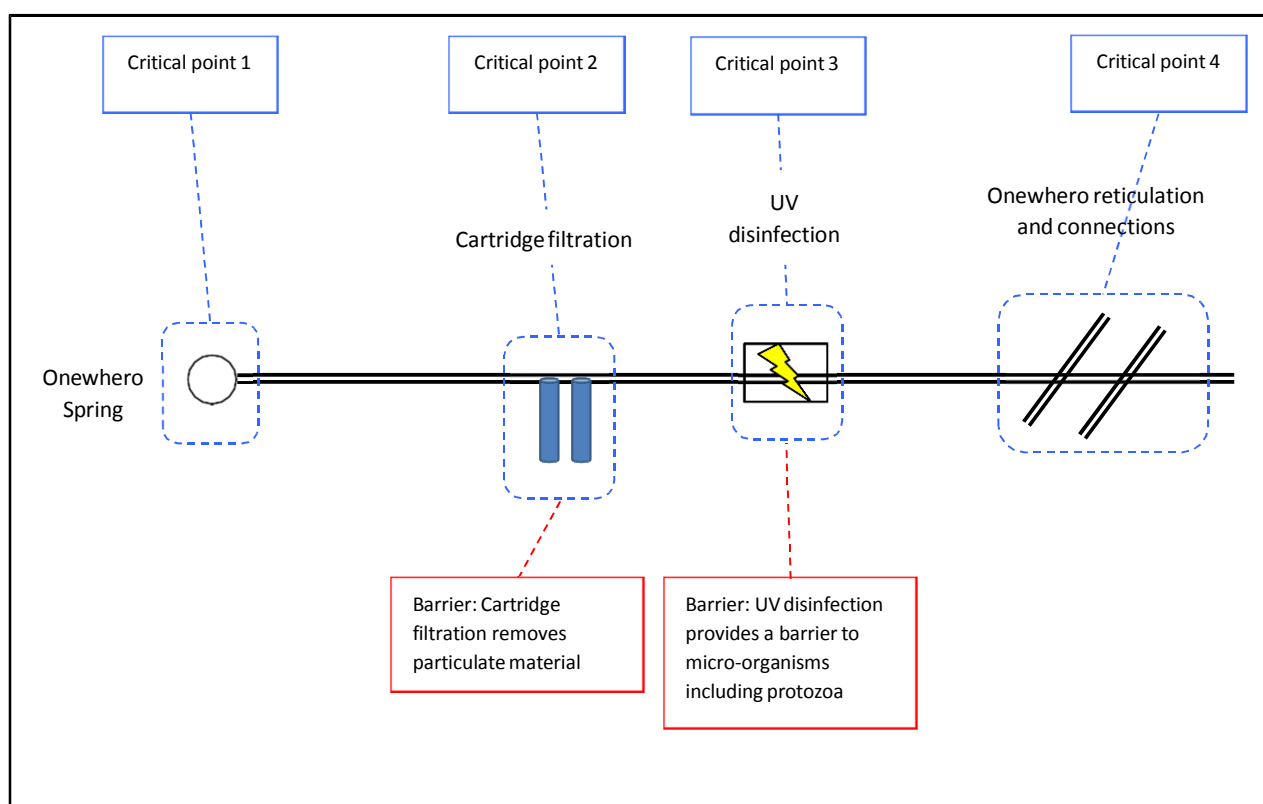 Critical point 1
Critical point 2
Critical point 3
Critical point 4
Cartridge filtration
UV
disinfection
Onewhero reticulation
and connections
Onewhero
Spring
Barrier: Cartridge
filtration removes
particulate material
Barrier: UV disinfection
provides a barrier to
micro-organisms
including protozoa